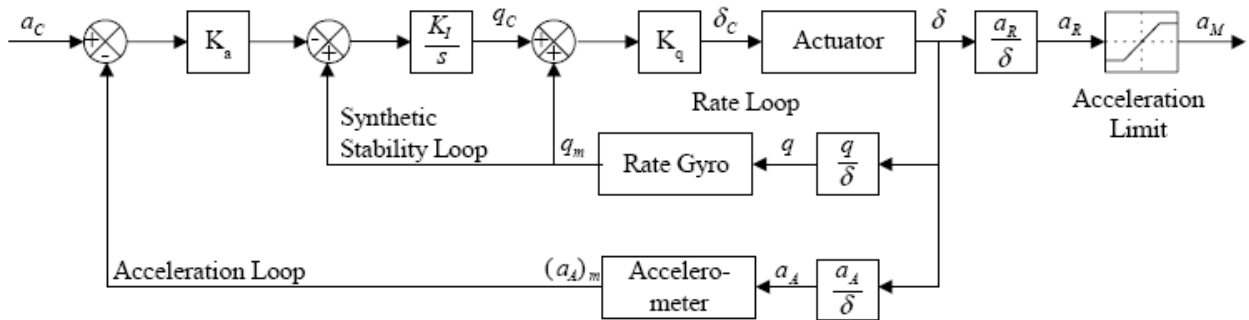 a_C
+
-
K_a
-
+
K_I
s
q_C
+
+
K_q
δ_C
Actuator
δ
a_R
δ
a_R
a_M
Rate Loop
Acceleration
Limit
Synthetic
Stability Loop
q_m
Rate Gyro
q
q
δ
Acceleration Loop
(a_A)_m
Accelero-
meter
a_A
a_A
δ